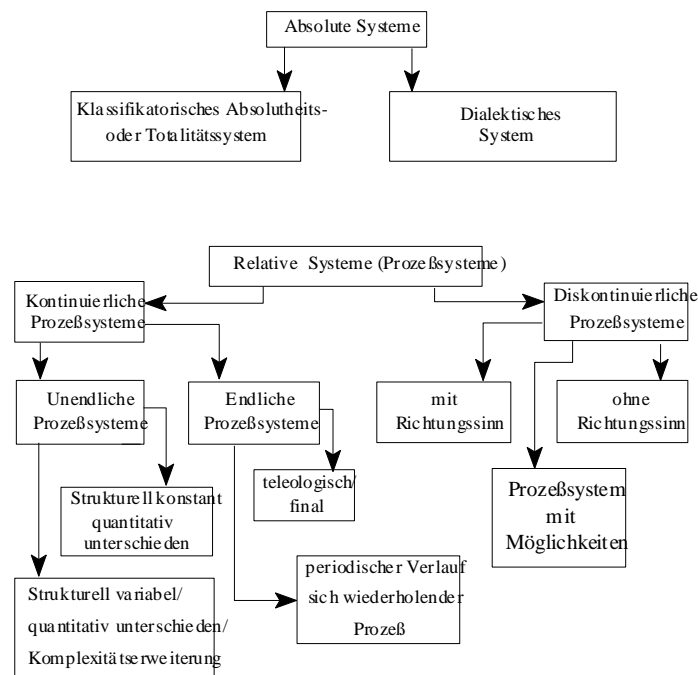 Absolute Systeme
Klassifikatorisches Absolutheits-
oder Totalitätssystem
Dialektisches
System
Relative Systeme (Prozeßsysteme)
Kontinuierliche
Prozeßsysteme
Diskontinuierliche
Prozeßsysteme
Unendliche
Prozeßsysteme
Endliche
Prozeßsysteme
mit
Richtungssinn
ohne
Richtungssinn
Strukturell konstant
quantitativ
unterschieden
teleologisch/
final
Prozeßsystem
mit
Möglichkeiten
Strukturell variabel/
quantitativ unterschieden/
Komplexitätserweiterung
periodischer Verlauf
sich wiederholender
Prozeß